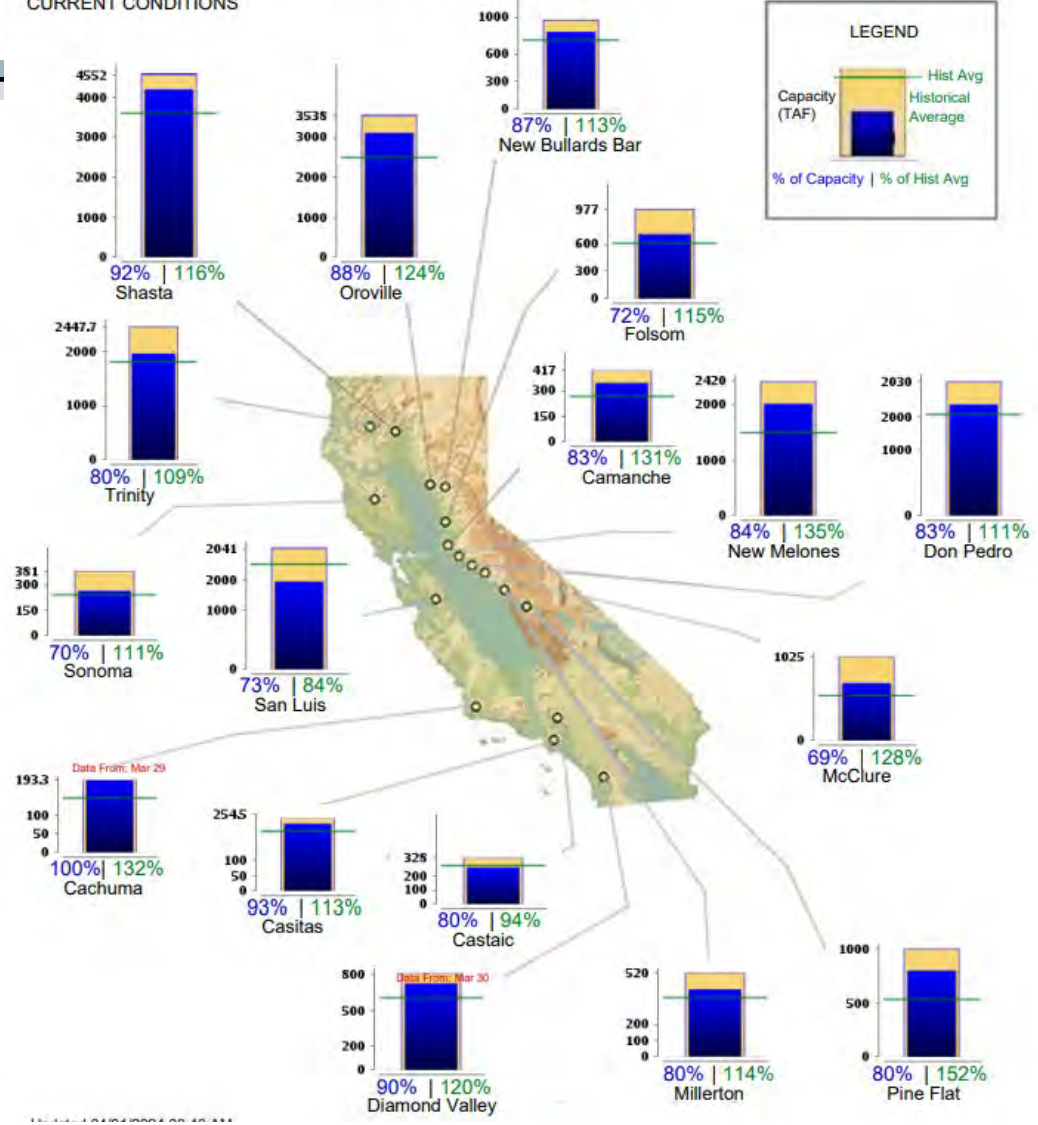 CURRENT CONDITIONS
1000
600
300
0
87% | 113%
New Bullards Bar
LEGEND
Hist Avg
Capacity
(TAF)
Historical
Average
% of Capacity | % of Hist Avg
4552
4000
3000
2000
1000
0
92% | 116%
Shasta
3538
3000
2000
1000
0
88% | 124%
Oroville
977
600
300
0
72% | 115%
Folsom
2447.7
2000
1000
0
80% | 109%
Trinity
417
300
150
0
83% | 131%
Camanche
2420
2000
1000
0
84% | 135%
New Melones
2030
2000
1000
0
83% | 111%
Don Pedro
381
300
150
0
70% | 111%
Sonoma
2041
2000
1000
0
73% | 84%
San Luis
1025
0
69% | 128%
McClure
Data From: Mar 29
193.3
100
50
0
100%| 132%
Cachuma
254.5
100
50
0
93% | 113%
Casitas
325
200
100
0
80% | 94%
Castaic
Data From: Mar 30
800
500
200
0
90% | 120%
Diamond Valley
520
200
100
0
80% | 114%
Millerton
1000
500
0
80% | 152%
Pine Flat